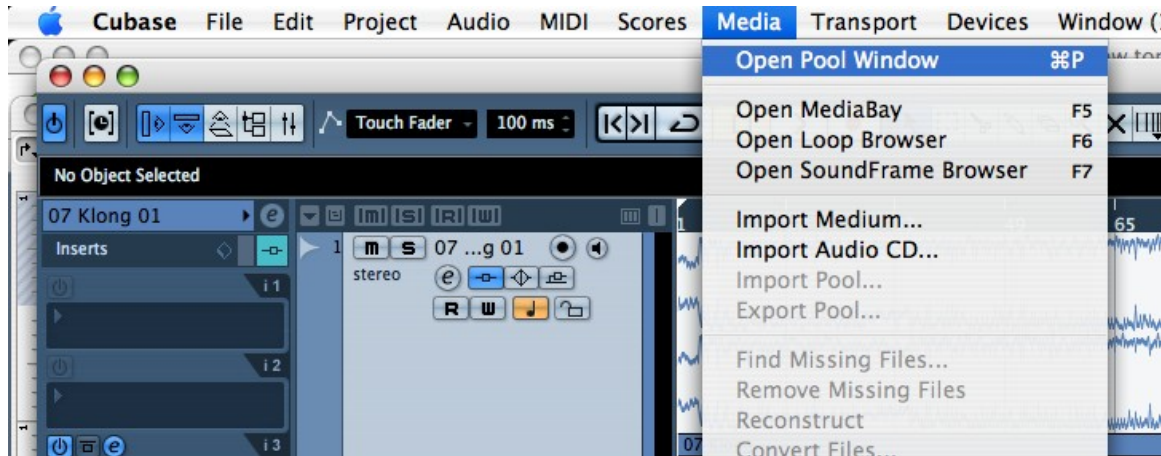 Cubase File Edit Project Audio MIDI Scores Media Transport Devices Window
Open Pool Window ⌘P
Open MediaBay F5
Open Loop Browser F6
Open SoundFrame Browser F7
Import Medium...
Import Audio CD...
Import Pool...
Export Pool...
Find Missing Files...
Remove Missing Files
Reconstruct
Convert Files...
Touch Fader 100 ms
No Object Selected
07 Klong 01 e m S R W
65
Inserts
1 m S 07 ...g 01
stereo e
R W
i 1
i 2
i 3
e
07